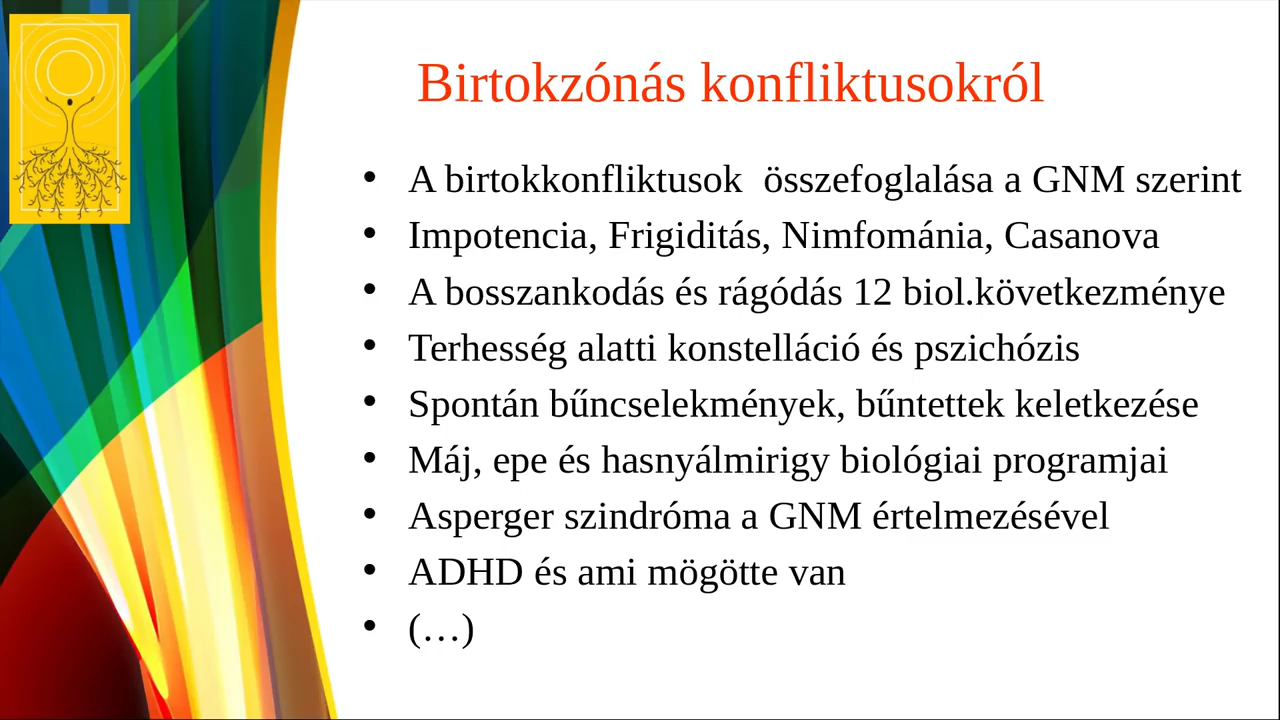 Birtokzónás konfliktusokról
• A birtokkonfliktusok  összefoglalása a GNM szerint
• Impotencia, Frigiditás, Nimfománia, Casanova
• A bosszankodás és rágódás 12 biol.következménye
• Terhesség alatti konstelláció és pszichózis
• Spontán bűncselekmények, bűntettek keletkezése
• Máj, epe és hasnyálmirigy biológiai programjai
• Asperger szindróma a GNM értelmezésével
• ADHD és ami mögötte van
• (…)